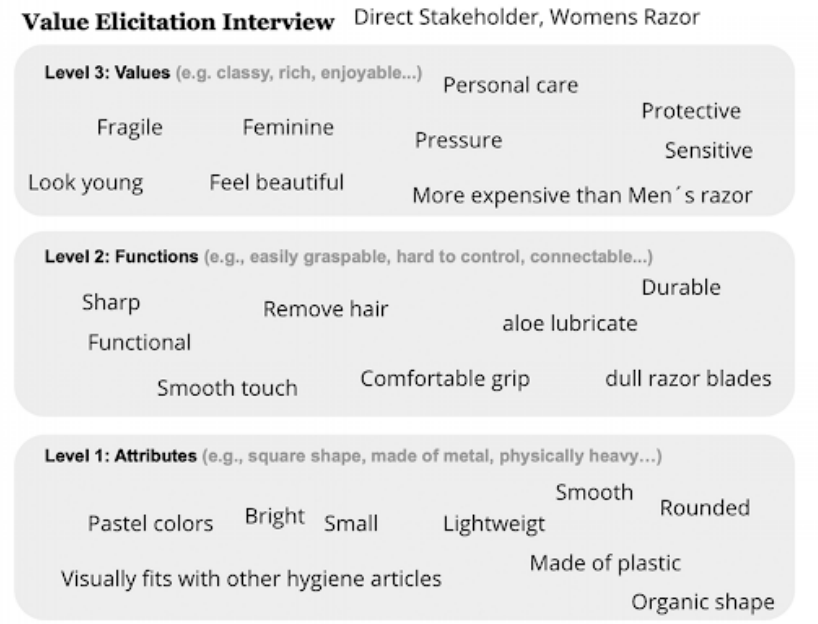 Value Elicitation Interview Direct Stakeholder, Womens Razor
Level 3: Values (e.g. classy, rich, enjoyable...)
Personal care
Protective
Fragile
Feminine
Pressure
Sensitive
Look young
Feel beautiful
More expensive than Men´s razor
Level 2: Functions (e.g., easily graspable, hard to control, connectable...)
Durable
Sharp
Remove hair
aloe lubricate
Functional
Smooth touch
Comfortable grip
dull razor blades
Level 1: Attributes (e.g., square shape, made of metal, physically heavy...)
Smooth
Rounded
Pastel colors
Bright
Small
Lightweigt
Made of plastic
Visually fits with other hygiene articles
Organic shape